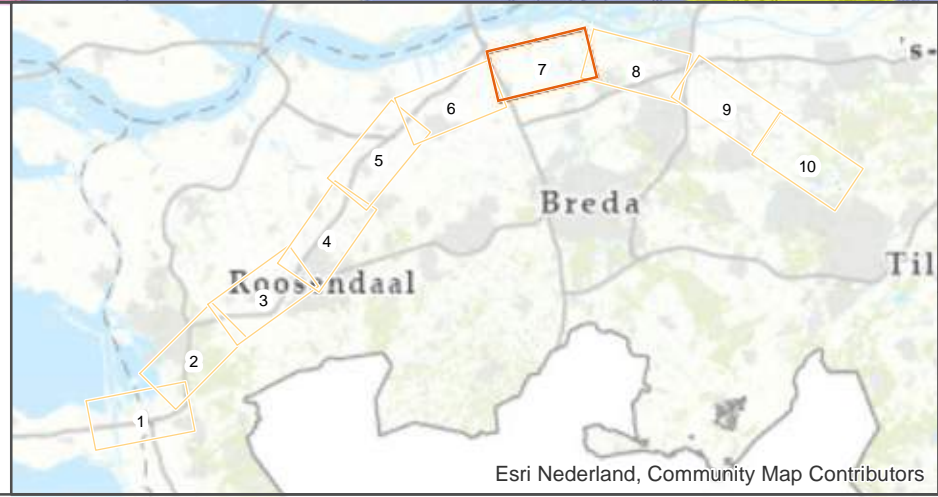 's-
7
8
6
9
5
10
Breda
4
Til
Roosendaal
3
2
1
Esri Nederland, Community Map Contributors